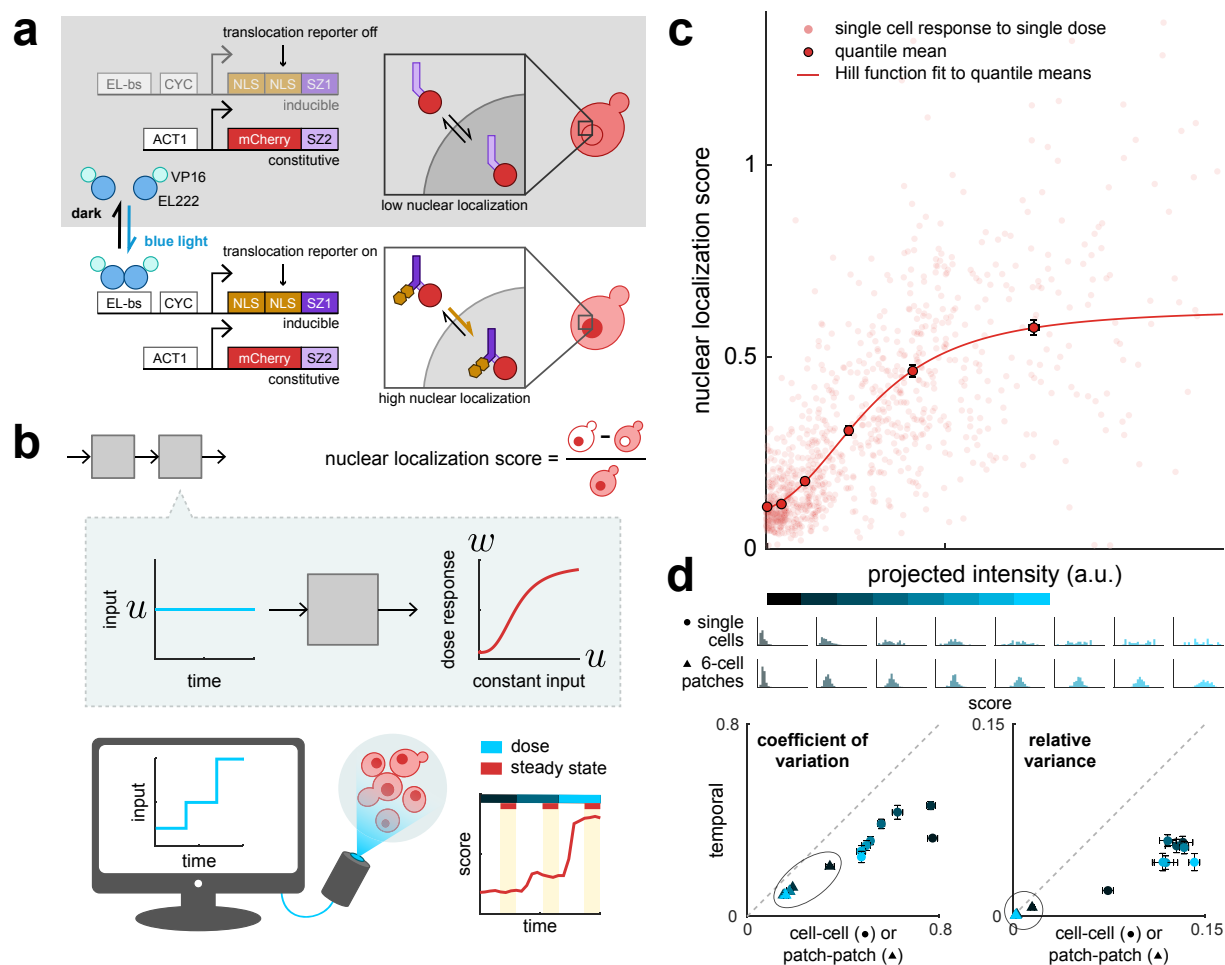 a
translocation reporter off
EL-bs CYC NLS NLS SZ1
inducible
ACT1 mCherry SZ2
constitutive
low nuclear localization
VP16
EL222
dark
blue light
translocation reporter on
EL-bs CYC NLS NLS SZ1
inducible
ACT1 mCherry SZ2
constitutive
high nuclear localization
b
nuclear localization score = -
input
u
time
w
dose response
u
constant input
input
time
dose
steady state
score
time
c
single cell response to single dose
quantile mean
Hill function fit to quantile means
nuclear localization score
1
0.5
0
projected intensity (a.u.)
d
● single
cells
▲ 6-cell
patches
score
0.8
coefficient of
variation
temporal
0
0 0.8
cell-cell (●) or
patch-patch (▲)
0.15
relative
variance
0
0 0.15
cell-cell (●) or
patch-patch (▲)